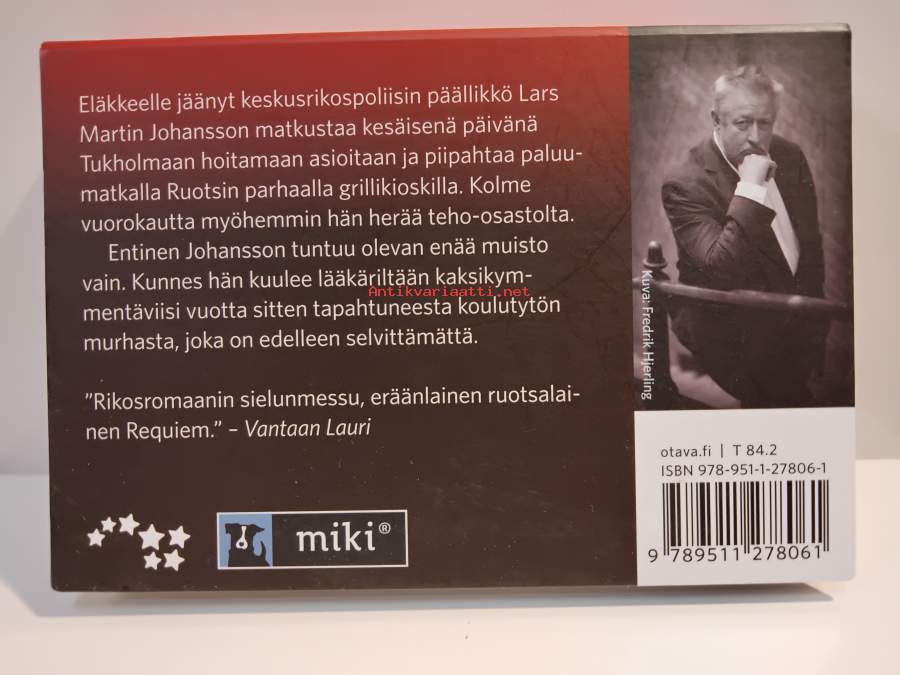 Eläkkeelle jäänyt keskusrikospoliisin päällikkö Lars
Martin Johansson matkustaa kesäisenä päivänä
Tukholmaan hoitamaan asioitaan ja piipahtaa paluu-
matkalla Ruotsin parhaalla grillikioskilla. Kolme
vuorokautta myöhemmin hän herää teho-osastolta.
Entinen Johansson tuntuu olevan enää muisto
vain. Kunnes hän kuulee lääkäriltään kaksikym-
Antikvariaatti.net
mentäviisi vuotta sitten tapahtuneesta koulutytön
murhasta, joka on edelleen selvittämättä.
”Rikosromaanin sielunmessu, eräänlainen ruotsalai-
nen Requiem.” – Vantaan Lauri
miki®
Kuva: Fredrik Hjerling
otava.fi | T 84.2
ISBN 978-951-1-27806-1
9 789511 278061